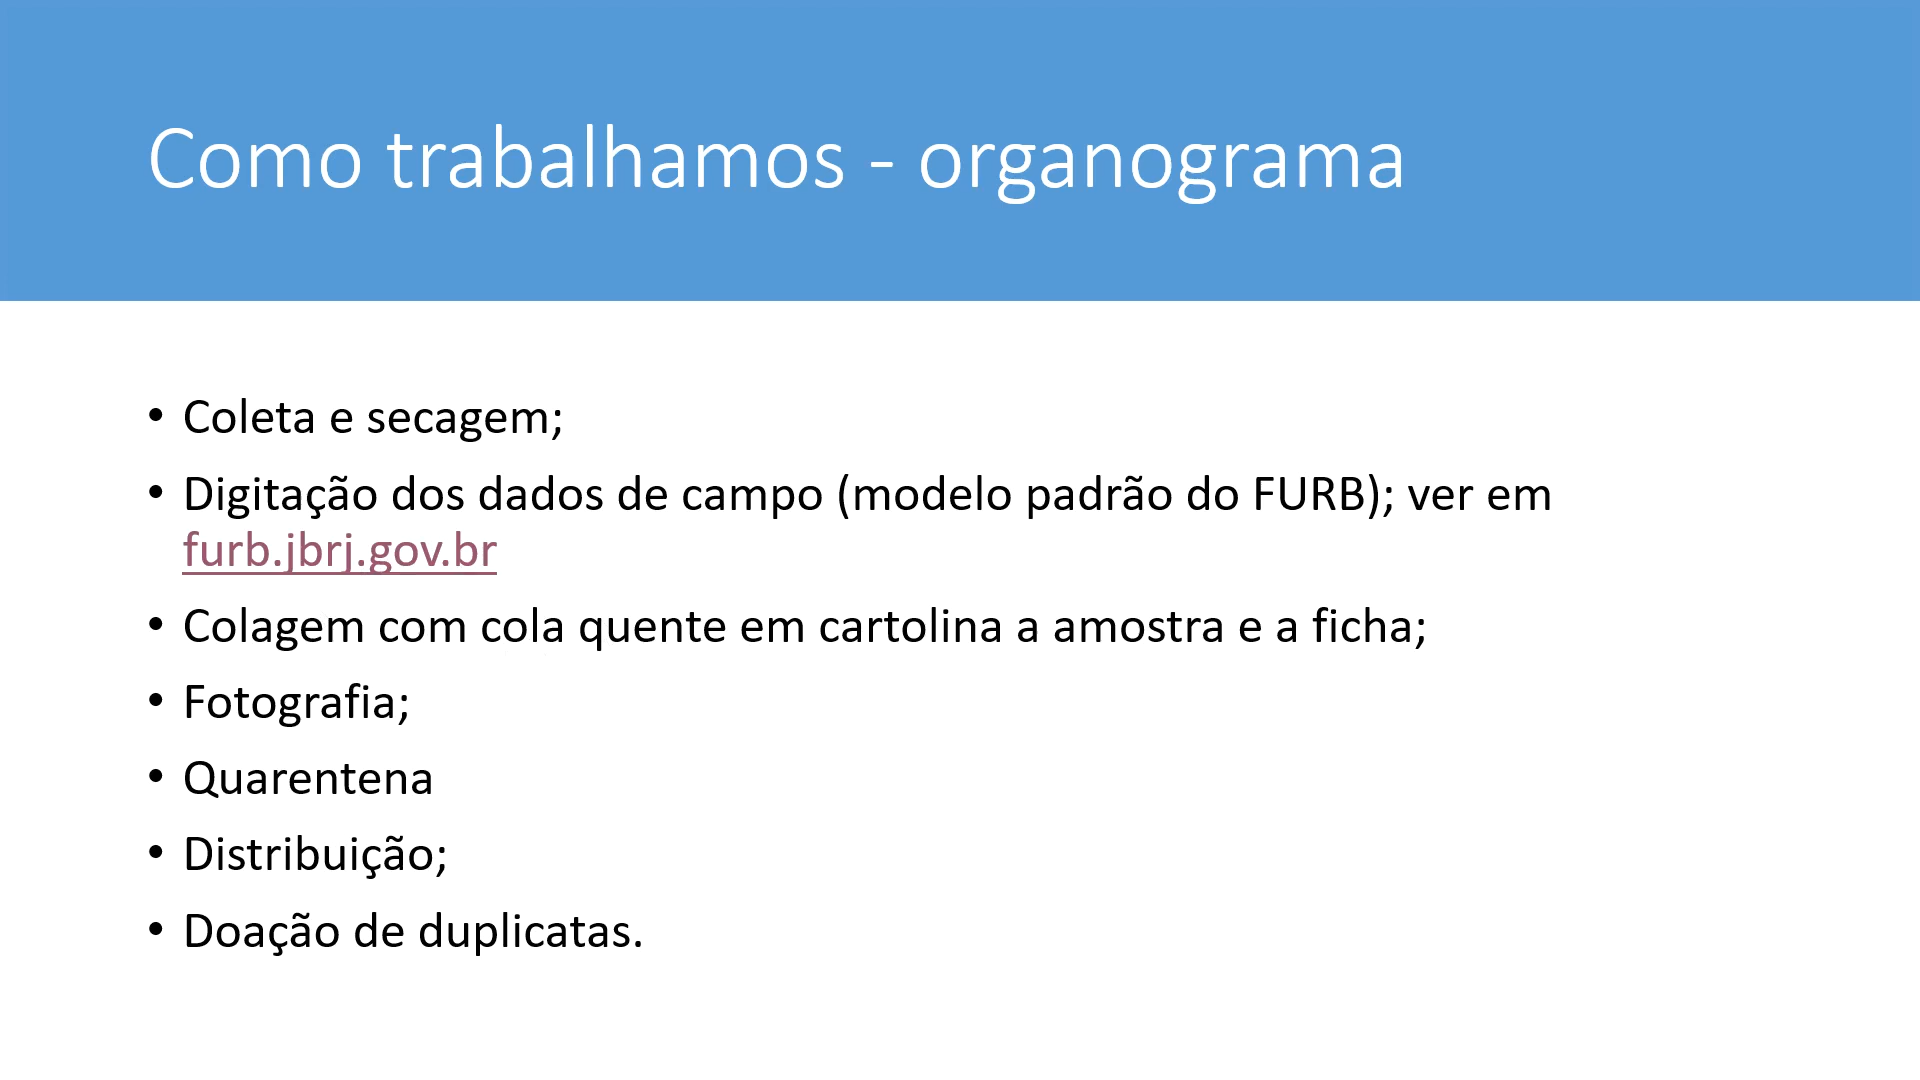 Como trabalhamos - organograma
• Coleta e secagem;
• Digitação dos dados de campo (modelo padrão do FURB); ver em
furb.jbrj.gov.br
• Colagem com cola quente em cartolina a amostra e a ficha;
• Fotografia;
• Quarentena
• Distribuição;
• Doação de duplicatas.